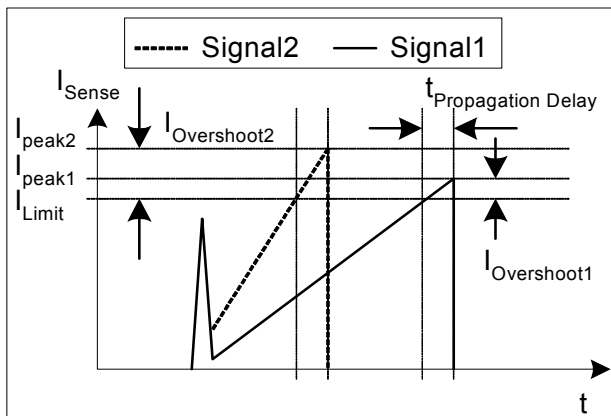 Signal2 Signal1
I_Sense
t_Propagation Delay
I_peak2
I_Overshoot2
I_peak1
I_Limit
I_Overshoot1
t